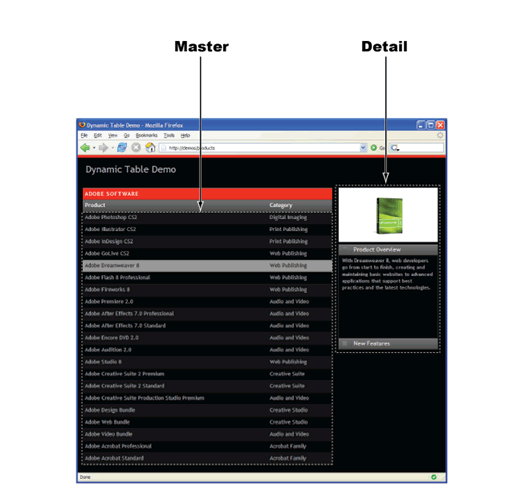 Master
Detail
Dynamic Table Demo - Mozilla Firefox
File Edit View Go Bookmarks Tools Help
http://demos/products
Go
Dynamic Table Demo
ADOBE SOFTWARE
Product Category
Adobe Photoshop CS2 Digital Imaging
Adobe Illustrator CS2 Print Publishing
Adobe InDesign CS2 Print Publishing
Adobe GoLive CS2 Web Publishing
Adobe Dreamweaver 8 Web Publishing
Adobe Flash 8 Professional Web Publishing
Adobe Fireworks 8 Web Publishing
Adobe Premiere 2.0 Audio and Video
Adobe After Effects 7.0 Professional Audio and Video
Adobe After Effects 7.0 Standard Audio and Video
Adobe Encore DVD 2.0 Audio and Video
Adobe Audition 2.0 Audio and Video
Adobe Studio 8 Web Publishing
Adobe Creative Suite 2 Premium Creative Suite
Adobe Creative Suite 2 Standard Creative Suite
Adobe Creative Suite Production Studio Premium Audio and Video
Adobe Design Bundle Creative Studio
Adobe Web Bundle Creative Studio
Adobe Video Bundle Audio and Video
Adobe Acrobat Professional Acrobat Family
Adobe Acrobat Standard Acrobat Family
Product Overview
With Dreamweaver 8, web developers
go from start to finish, creating and
maintaining basic websites to advanced
applications that support best
practices and the latest technologies.
New Features
Done